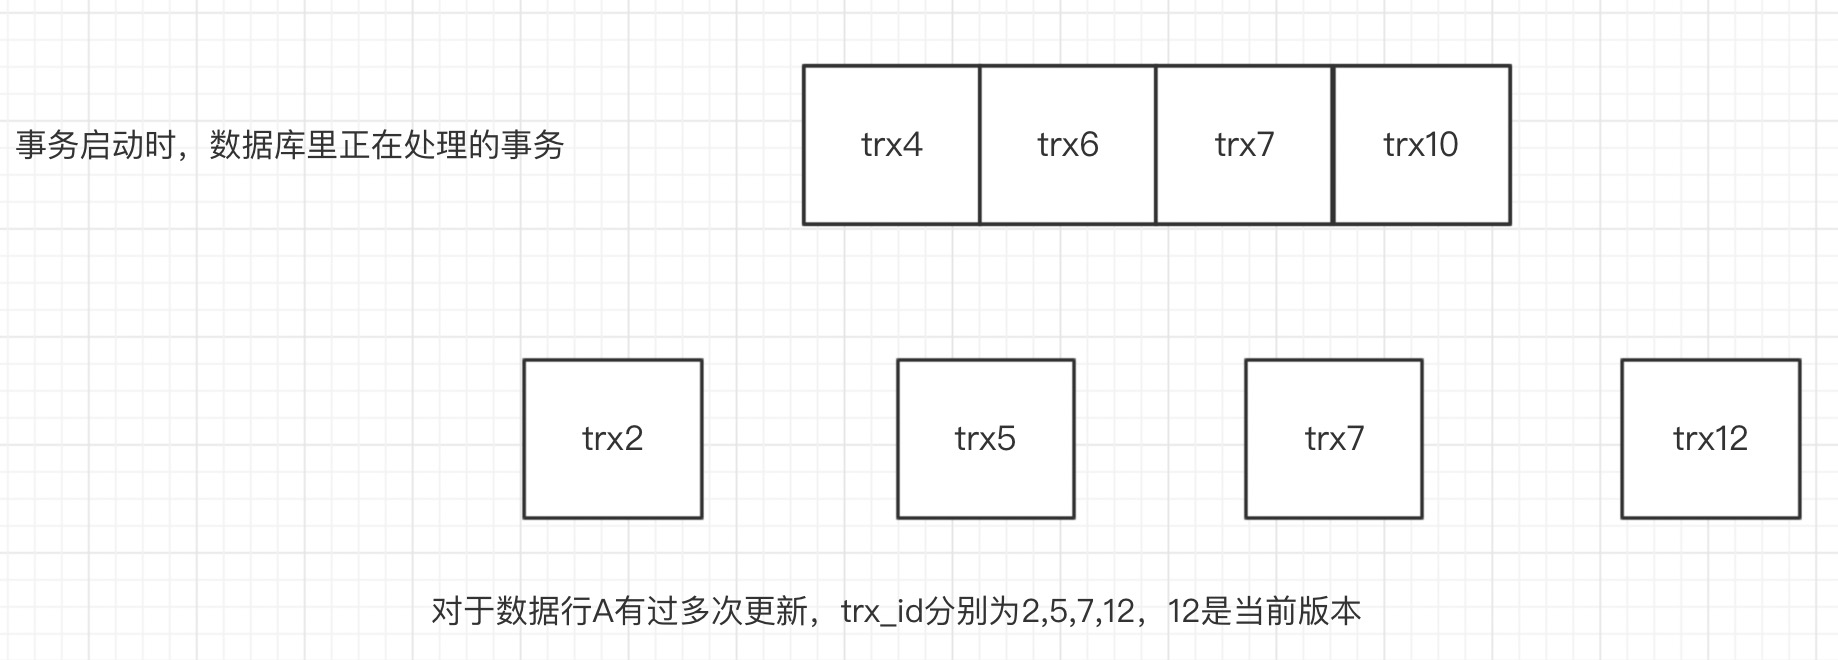 事务启动时，数据库里正在处理的事务
trx4
trx6
trx7
trx10
trx2
trx5
trx7
trx12
对于数据行A有过多次更新，trx_id分别为2,5,7,12，12是当前版本